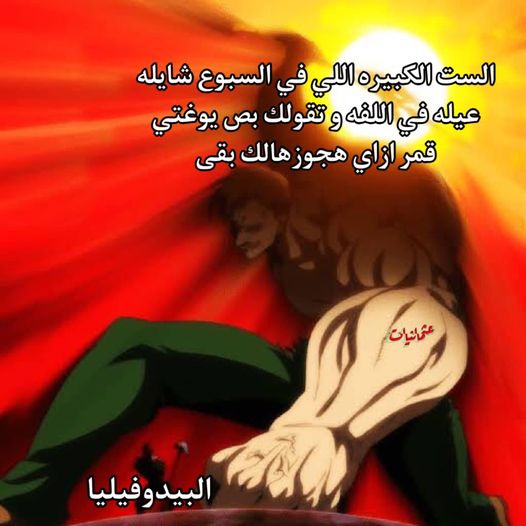 الست الكبيره اللي في السبوع شايله
عيله في اللفه و تقولك بص يوغتي
قمر ازاي هجوزهالك بقى
عثمانيات
البيدوفيليا